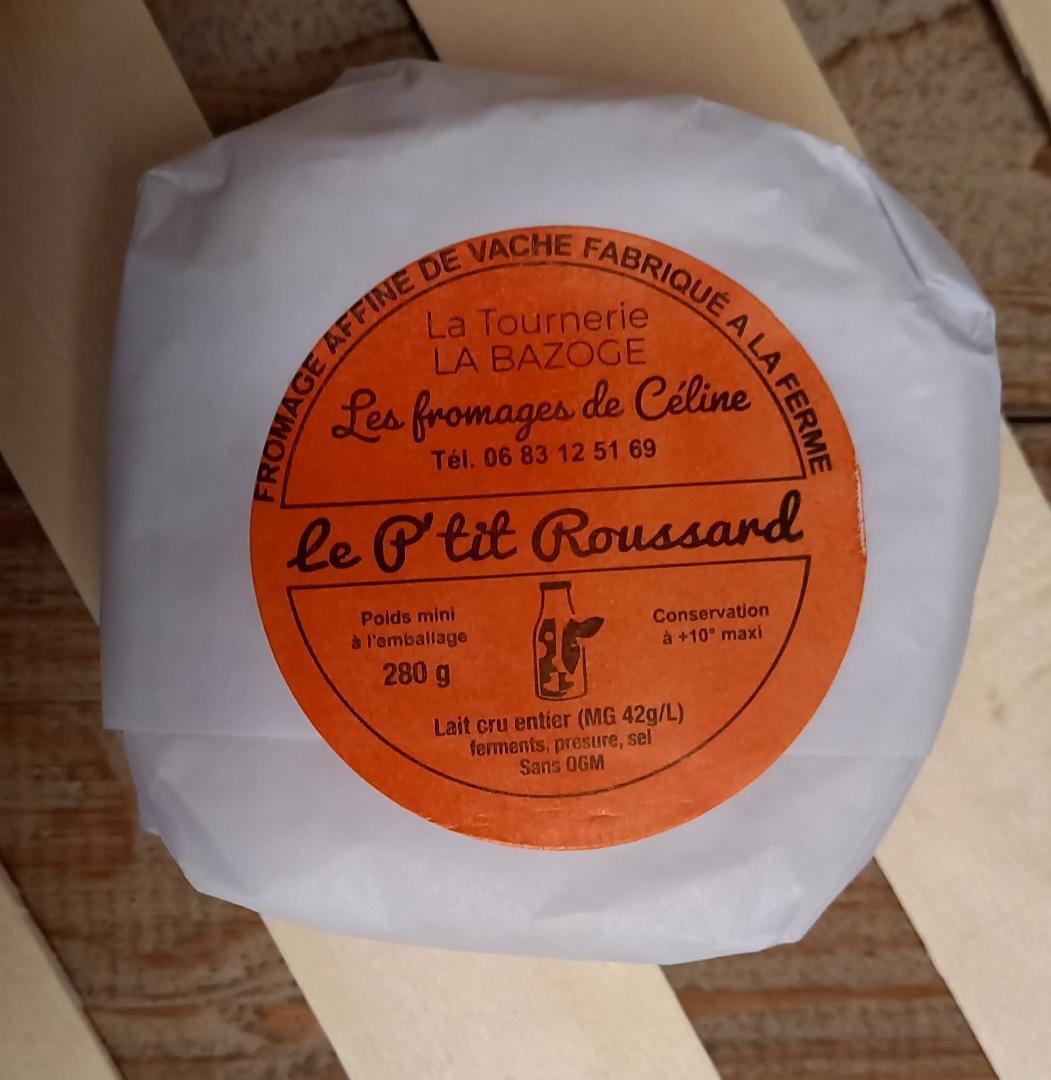 FROMAGE AFFINÉ DE VACHE FABRIQUÉ A LA FERME
La Tournerie
LA BAZOGE
Les fromages de Céline
Tél. 06 83 12 51 69
le P'tit Roussard
Poids mini
à l'emballage
280 g
Conservation
à +10° maxi
Lait cru entier (MG 42g/L)
ferments, presure, sel
Sans OGM